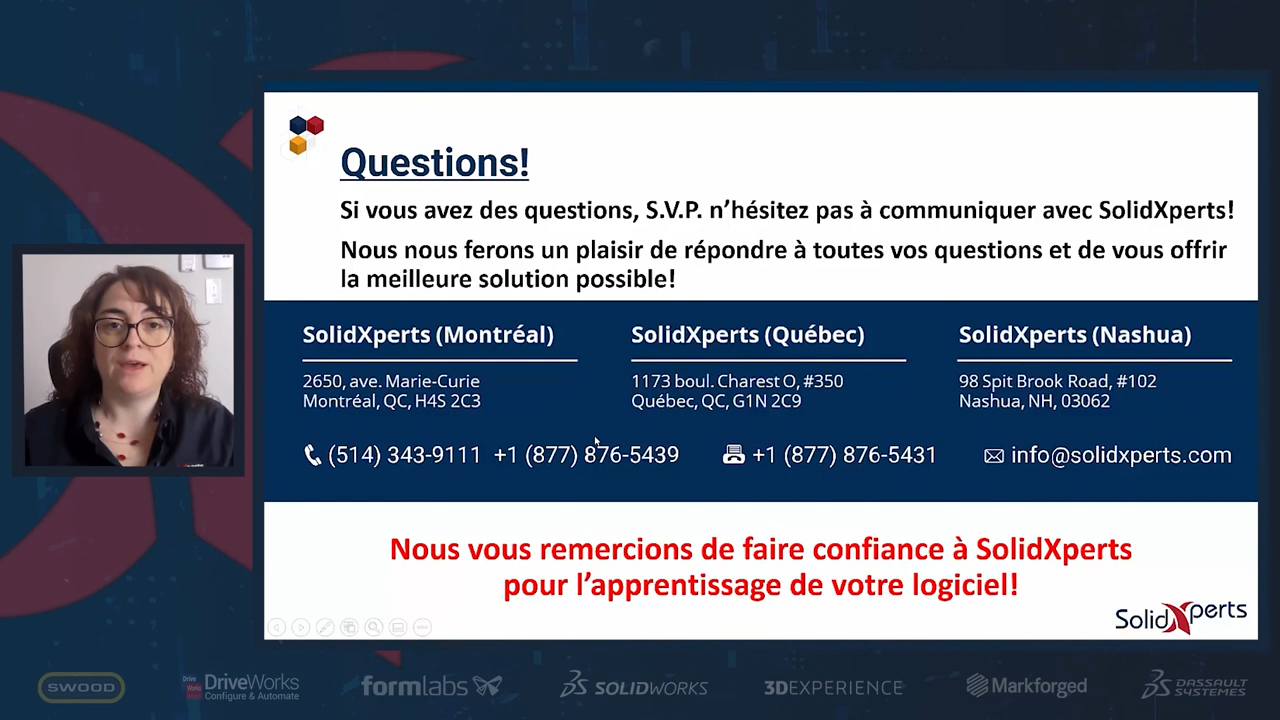 Questions!
Si vous avez des questions, S.V.P. n'hésitez pas à communiquer avec SolidXperts!
Nous nous ferons un plaisir de répondre à toutes vos questions et de vous offrir
la meilleure solution possible!
SolidXperts (Montréal)
2650, ave. Marie-Curie
Montréal, QC, H4S 2C3
SolidXperts (Québec)
1173 boul. Charest O, #350
Québec, QC, G1N 2C9
SolidXperts (Nashua)
98 Spit Brook Road, #102
Nashua, NH, 03062
(514) 343-9111 +1 (877) 876-5439 +1 (877) 876-5431 info@solidxperts.com
Nous vous remercions de faire confiance à SolidXperts
pour l'apprentissage de votre logiciel!
SolidXperts
SWOOD
Drive Works
DriveWorks
Configure & Automate
formlabs
SOLIDWORKS
3DEXPERIENCE
Markforged
DASSAULT
SYSTEMES